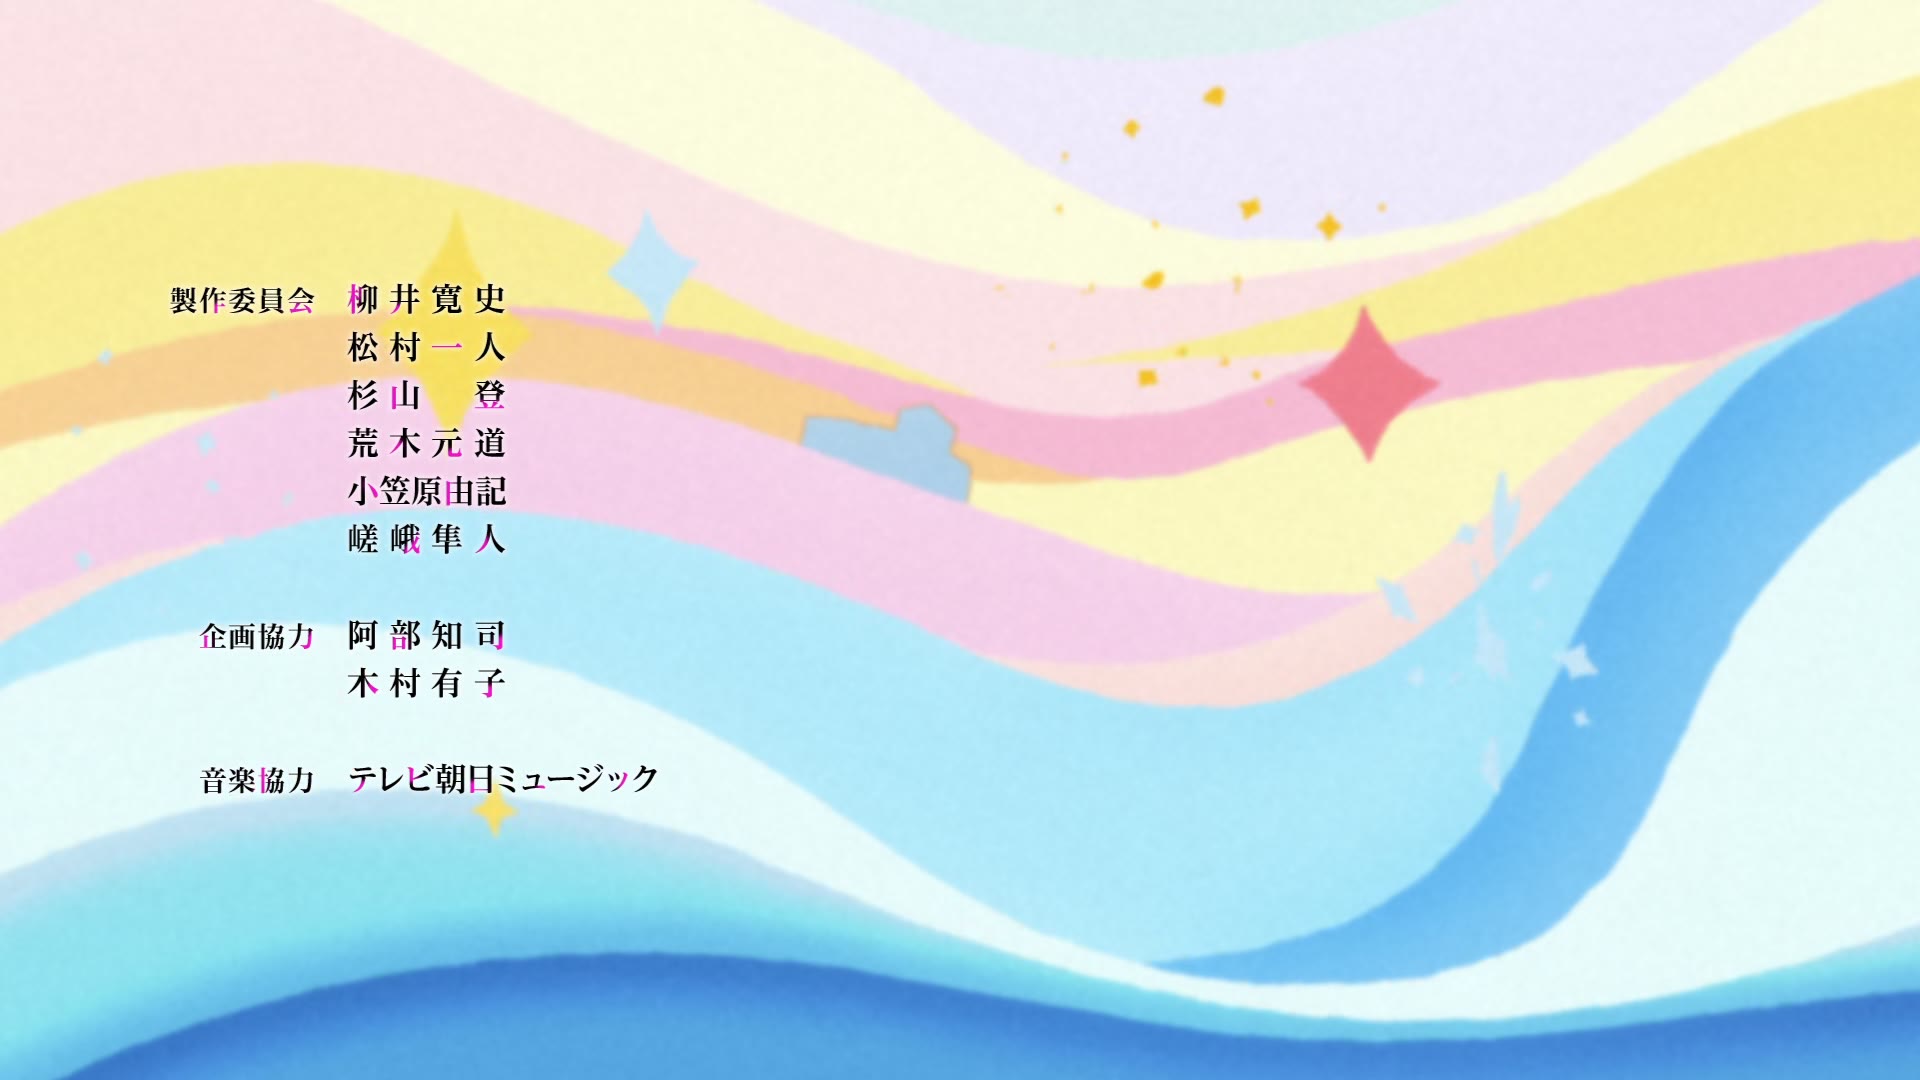 製作委員会 柳井寛史
松村一人
杉山 登
荒木元道
小笠原由記
嵯峨隼人
企画協力 阿部知司
木村有子
音楽協力 テレビ朝日ミュージック